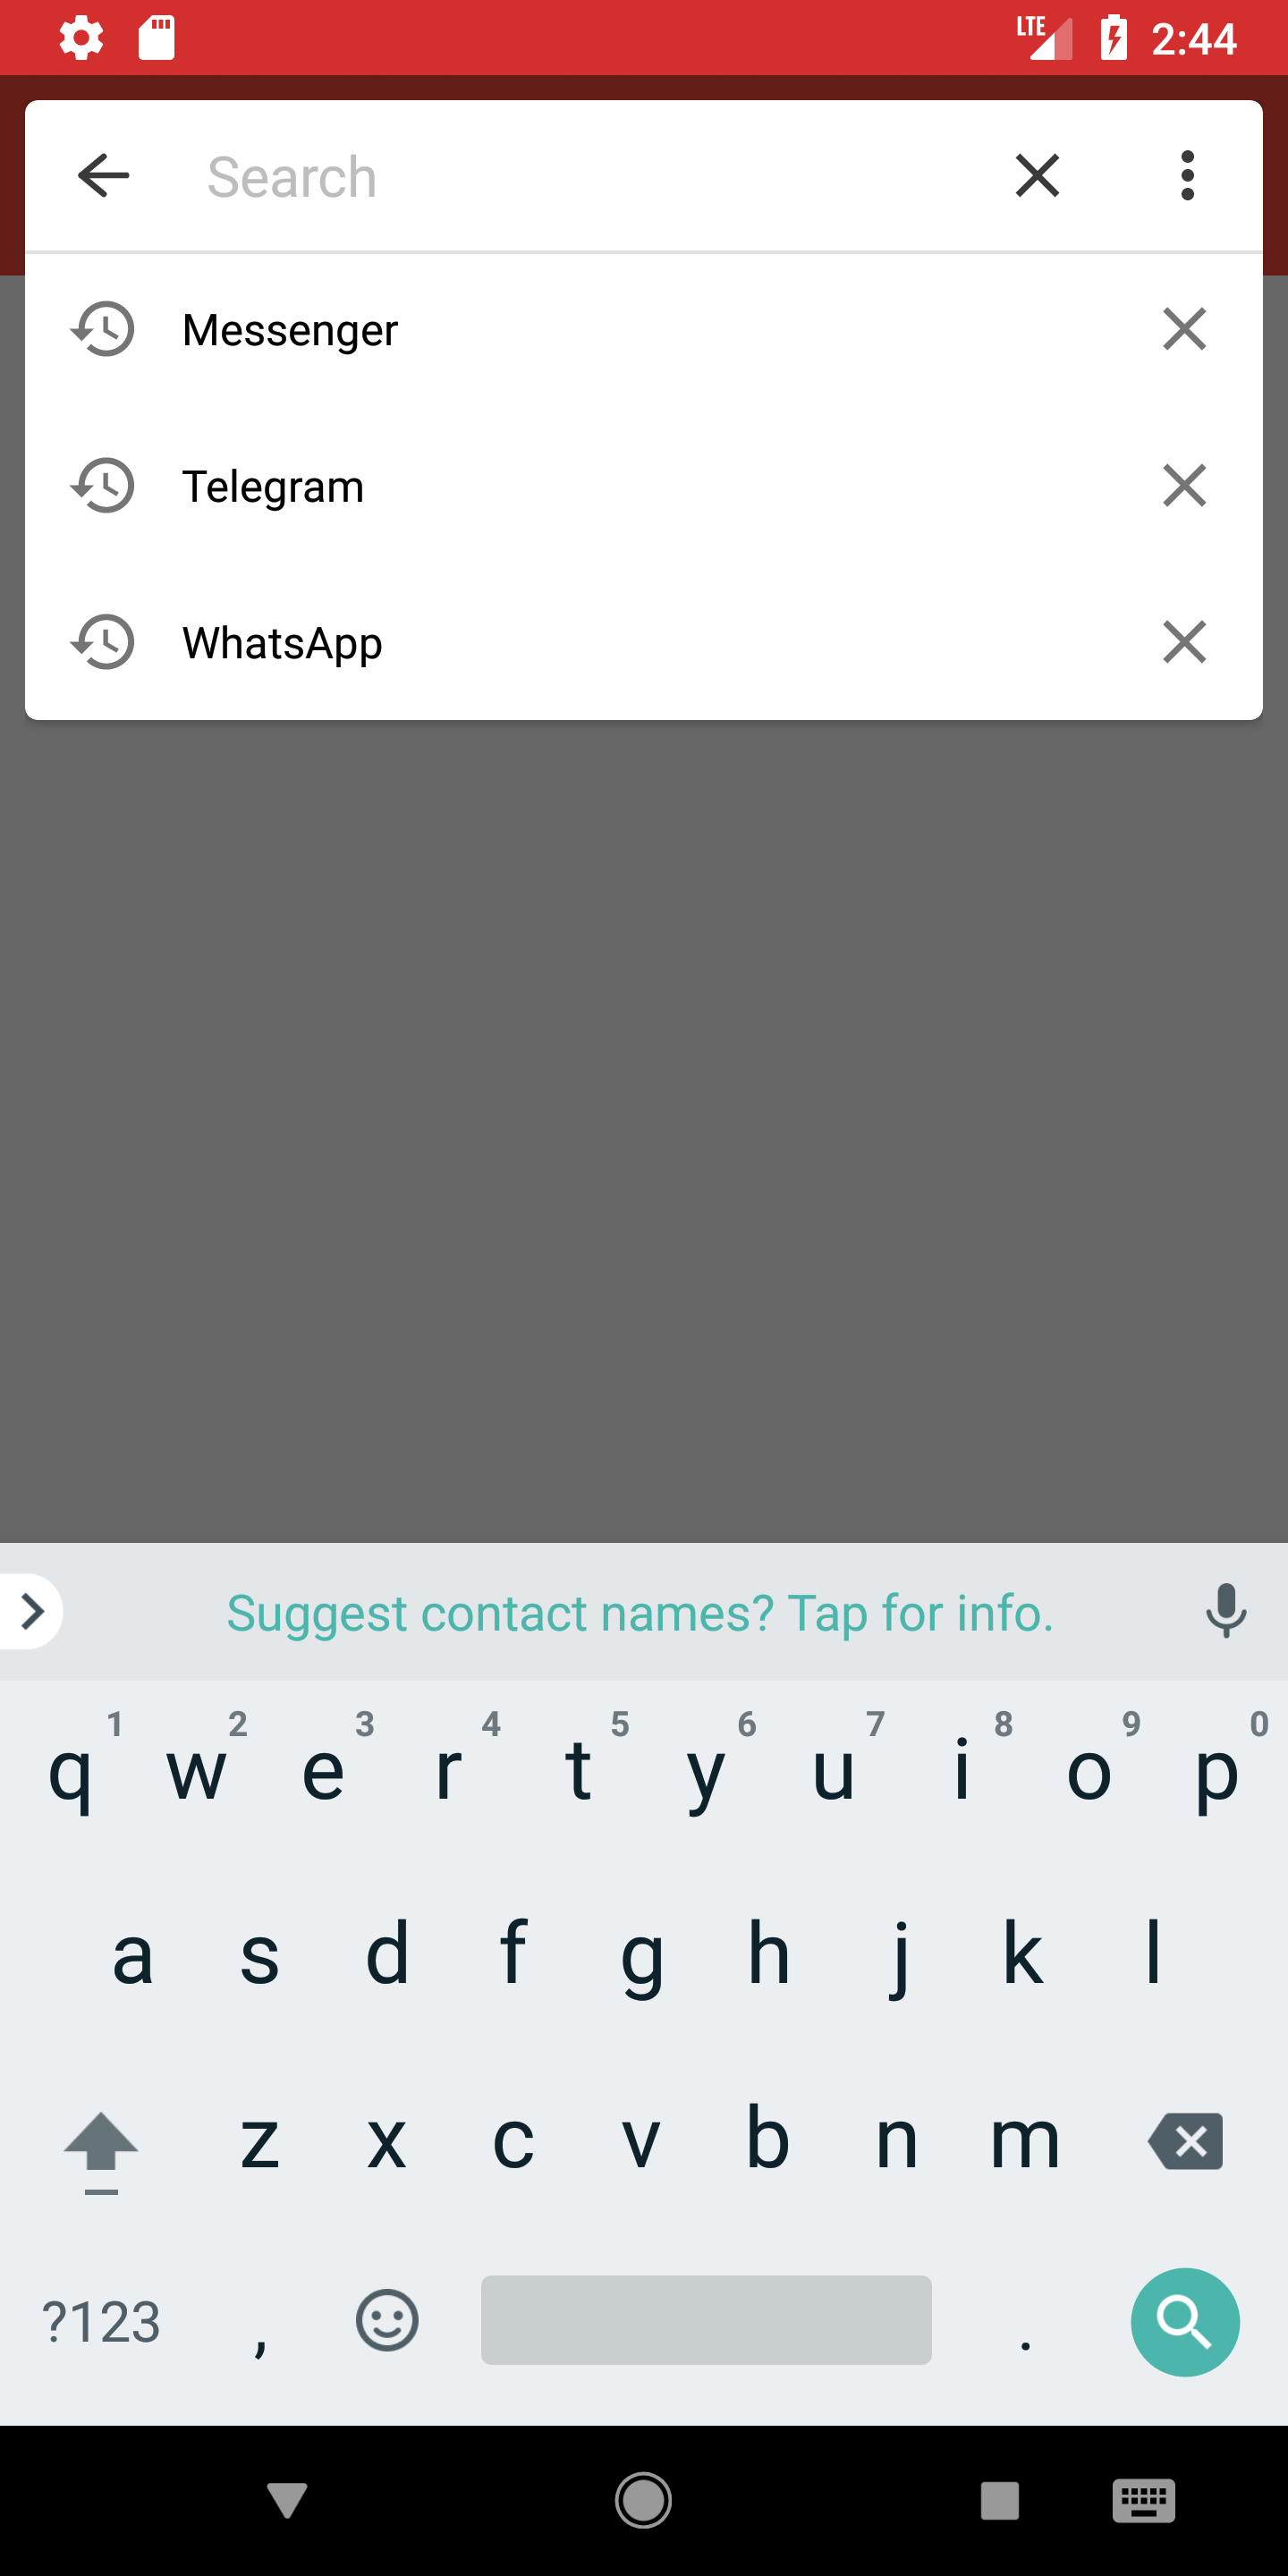 LTE 2:44
Search
Messenger
Telegram
WhatsApp
Suggest contact names? Tap for info.
1 2 3 4 5 6 7 8 9 0
q w e r t y u i o p
a s d f g h j k l
z x c v b n m
?123 , .